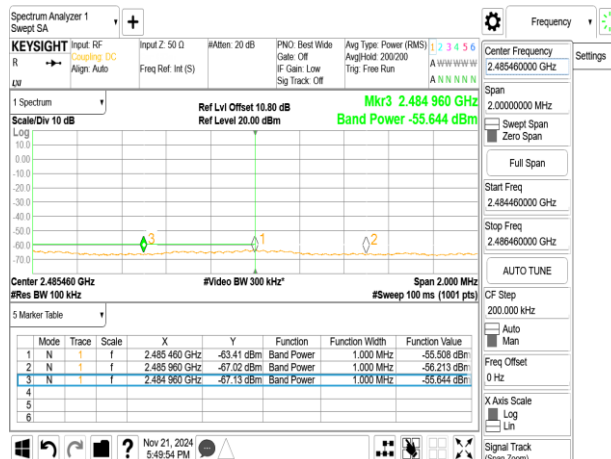 Spectrum Analyzer 1
Swept SA
Frequency
KEYSIGHT
Input: RF
Coupling: DC
Align: Auto
Input Z: 50 Ω
Freq Ref: Int (S)
#Atten: 20 dB
PNO: Best Wide
Gate: Off
IF Gain: Low
Sig Track: Off
Avg Type: Power (RMS)
Avg|Hold: 200/200
Trig: Free Run
1 2 3 4 5 6
A W W W W W
A N N N N N
R
LXI
1 Spectrum
Scale/Div 10 dB
Ref Lvl Offset 10.80 dB
Ref Level 20.00 dBm
Mkr3 2.484 960 GHz
Band Power -55.644 dBm
Log
10.0
0.00
-10.0
-20.0
-30.0
-40.0
-50.0
-60.0
-70.0
3
1
2
Center 2.485460 GHz
#Res BW 100 kHz
#Video BW 300 kHz*
Span 2.000 MHz
#Sweep 100 ms (1001 pts)
5 Marker Table
Mode Trace Scale X Y Function Function Width Function Value
1 N 1 f 2.485 460 GHz -63.41 dBm Band Power 1.000 MHz -55.508 dBm
2 N 1 f 2.485 960 GHz -67.02 dBm Band Power 1.000 MHz -56.213 dBm
3 N 1 f 2.484 960 GHz -67.13 dBm Band Power 1.000 MHz -55.644 dBm
4
5
6
Nov 21, 2024
5:49:54 PM
Center Frequency
2.485460000 GHz
Settings
Span
2.00000000 MHz
Swept Span
Zero Span
Full Span
Start Freq
2.484460000 GHz
Stop Freq
2.486460000 GHz
AUTO TUNE
CF Step
200.000 kHz
Auto
Man
Freq Offset
0 Hz
X Axis Scale
Log
Lin
Signal Track
(Span Zoom)